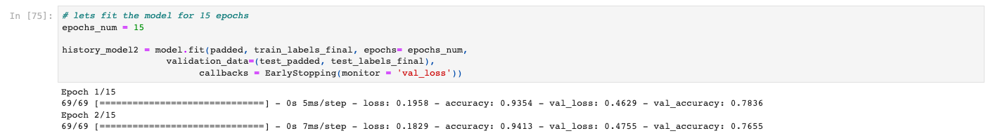 In [75]: # lets fit the model for 15 epochs
epochs_num = 15
history_model2 = model.fit(padded, train_labels_final, epochs= epochs_num,
validation_data=(test_padded, test_labels_final),
callbacks = EarlyStopping(monitor = 'val_loss'))
Epoch 1/15
69/69 [==============================] - 0s 5ms/step - loss: 0.1958 - accuracy: 0.9354 - val_loss: 0.4629 - val_accuracy: 0.7836
Epoch 2/15
69/69 [==============================] - 0s 7ms/step - loss: 0.1829 - accuracy: 0.9413 - val_loss: 0.4755 - val_accuracy: 0.7655